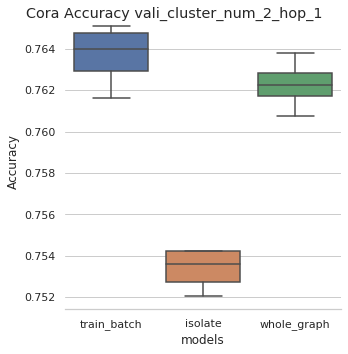 Cora Accuracy vali_cluster_num_2_hop_1
0.764
0.762
0.760
0.758
0.756
0.754
0.752
Accuracy
train_batch
isolate
whole_graph
models